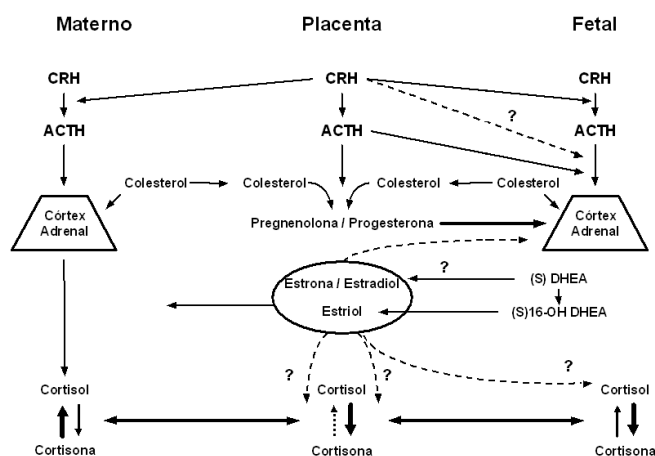 Materno Placenta Fetal
CRH CRH CRH
?
ACTH ACTH ACTH
Colesterol Colesterol Colesterol Colesterol
Córtex
Adrenal
Pregnenolona / Progesterona
Córtex
Adrenal
Estrona / Estradiol ? (S) DHEA
Estriol (S)16-OH DHEA
? ? ?
Cortisol Cortisol Cortisol
Cortisona Cortisona Cortisona